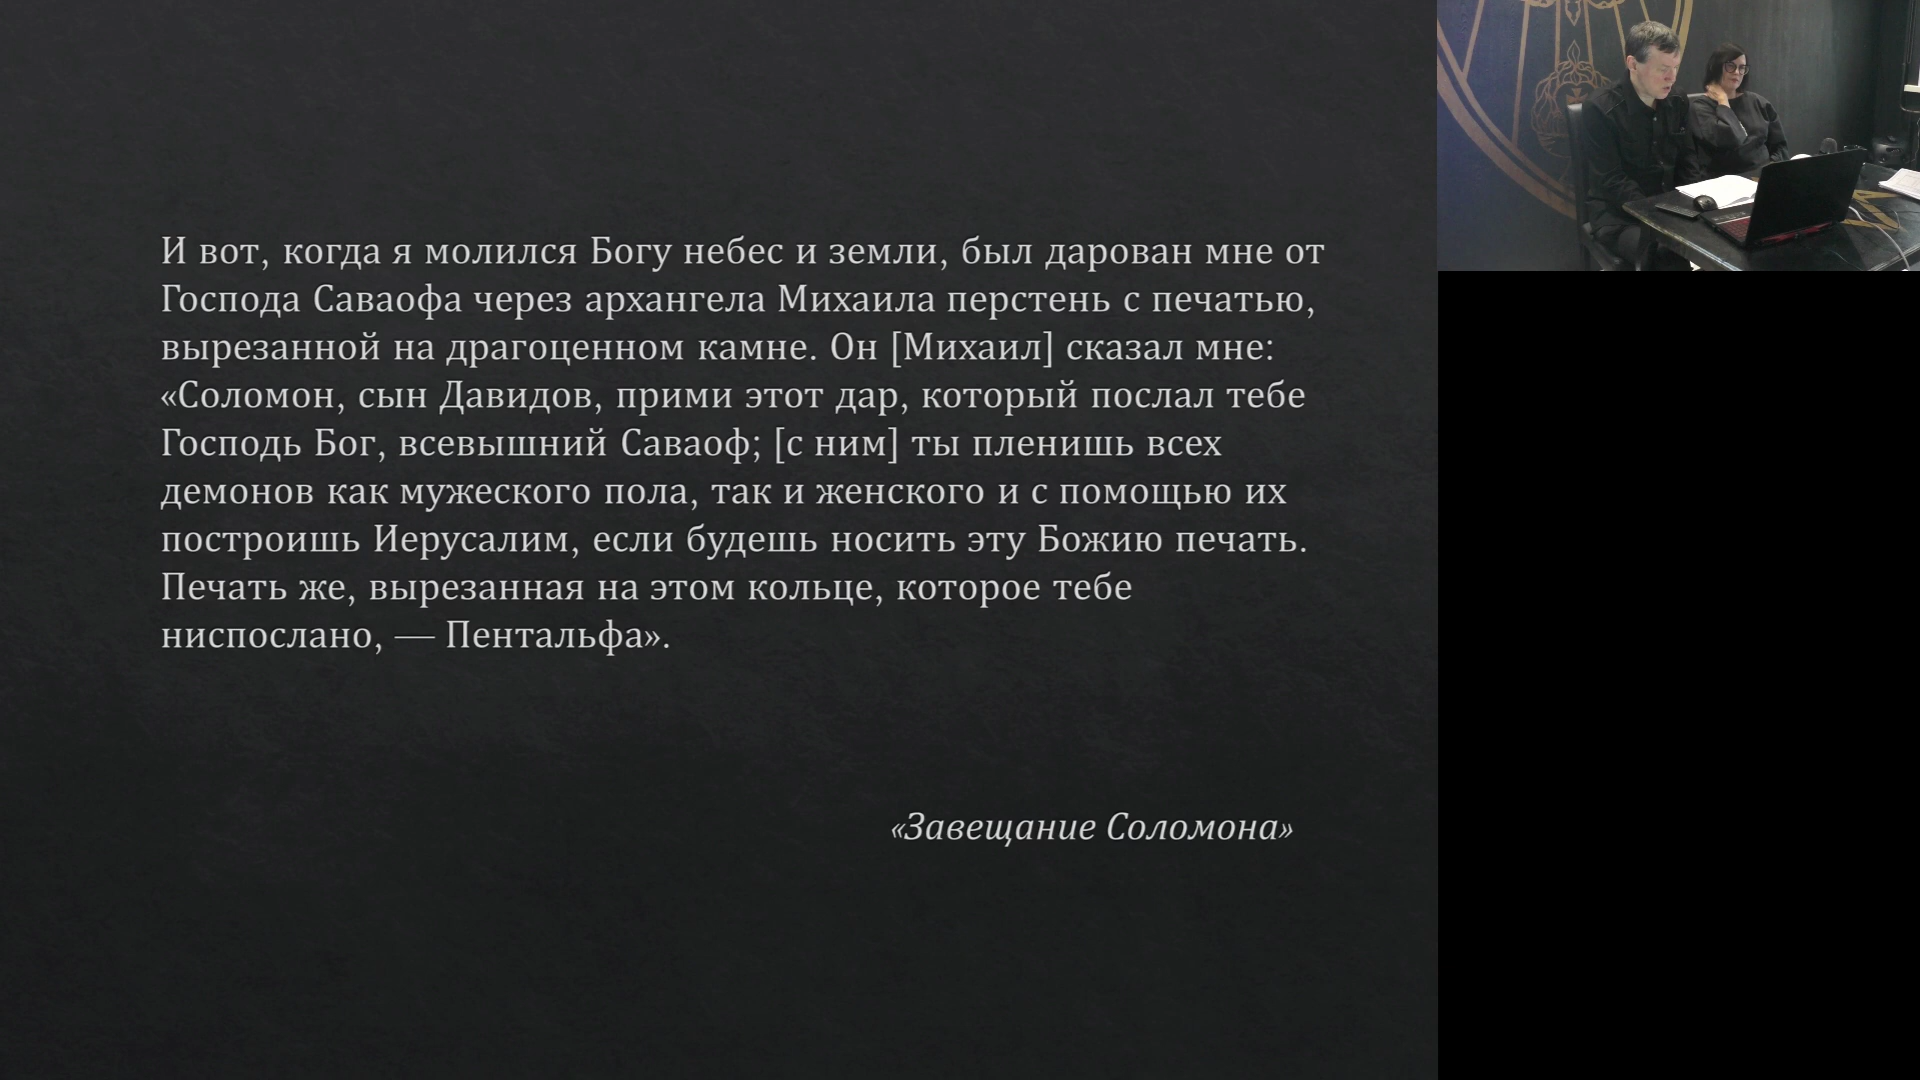 И вот, когда я молился Богу небес и земли, был дарован мне от
Господа Саваофа через архангела Михаила перстень с печатью,
вырезанной на драгоценном камне. Он [Михаил] сказал мне:
«Соломон, сын Давидов, прими этот дар, который послал тебе
Господь Бог, всевышний Саваоф; [с ним] ты пленишь всех
демонов как мужеского пола, так и женского и с помощью их
построишь Иерусалим, если будешь носить эту Божию печать.
Печать же, вырезанная на этом кольце, которое тебе
ниспослано, — Пентальфа».
«Завещание Соломона»